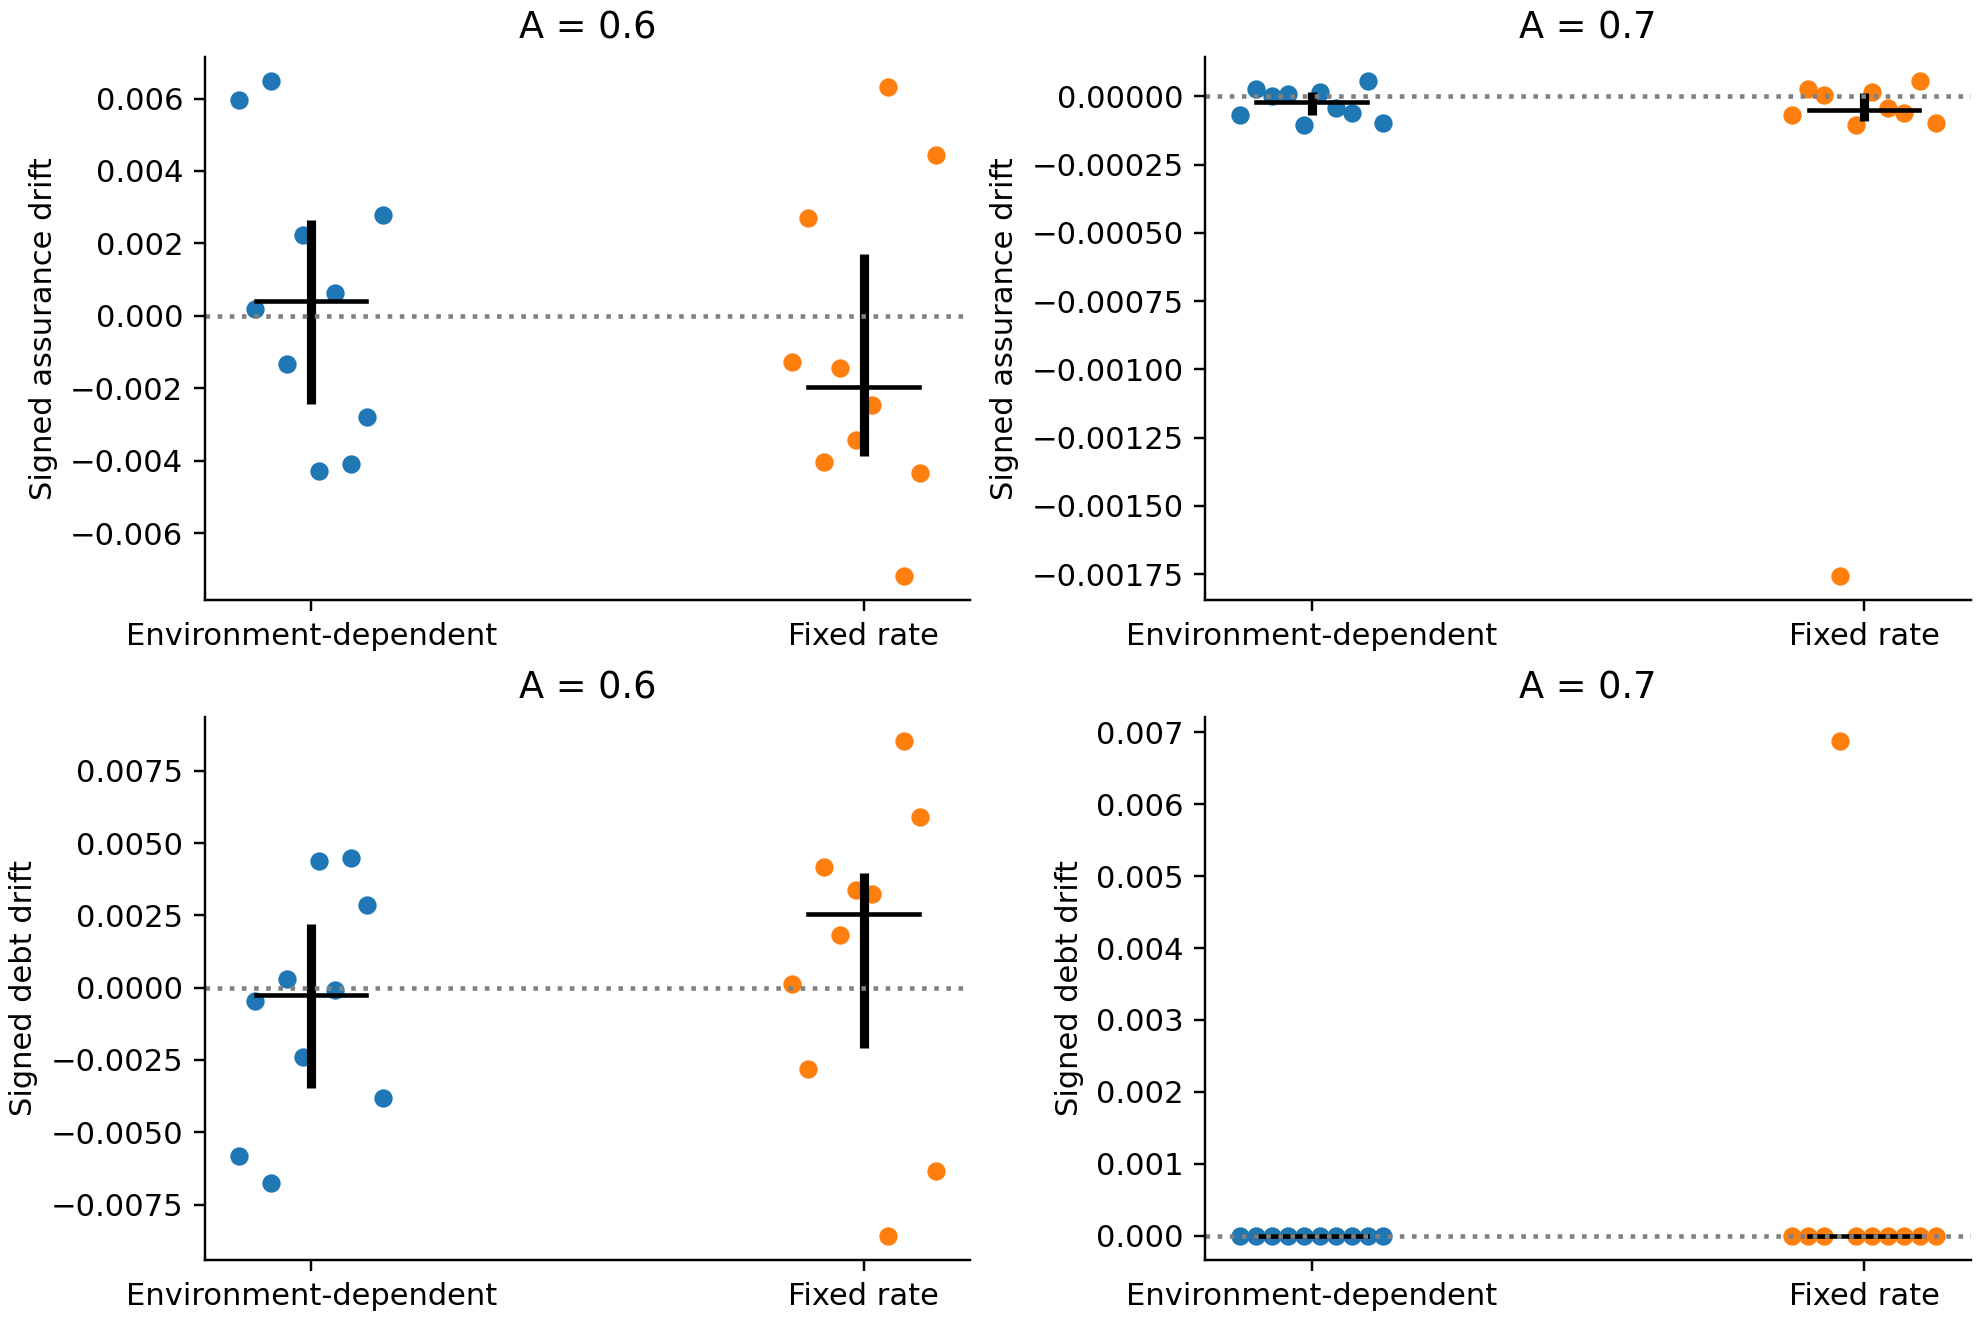 A = 0.6
Signed assurance drift
0.006
0.004
0.002
0.000
−0.002
−0.004
−0.006
Environment-dependent
Fixed rate
A = 0.7
Signed assurance drift
0.00000
−0.00025
−0.00050
−0.00075
−0.00100
−0.00125
−0.00150
−0.00175
Environment-dependent
Fixed rate
A = 0.6
Signed debt drift
0.0075
0.0050
0.0025
0.0000
−0.0025
−0.0050
−0.0075
Environment-dependent
Fixed rate
A = 0.7
Signed debt drift
0.007
0.006
0.005
0.004
0.003
0.002
0.001
0.000
Environment-dependent
Fixed rate